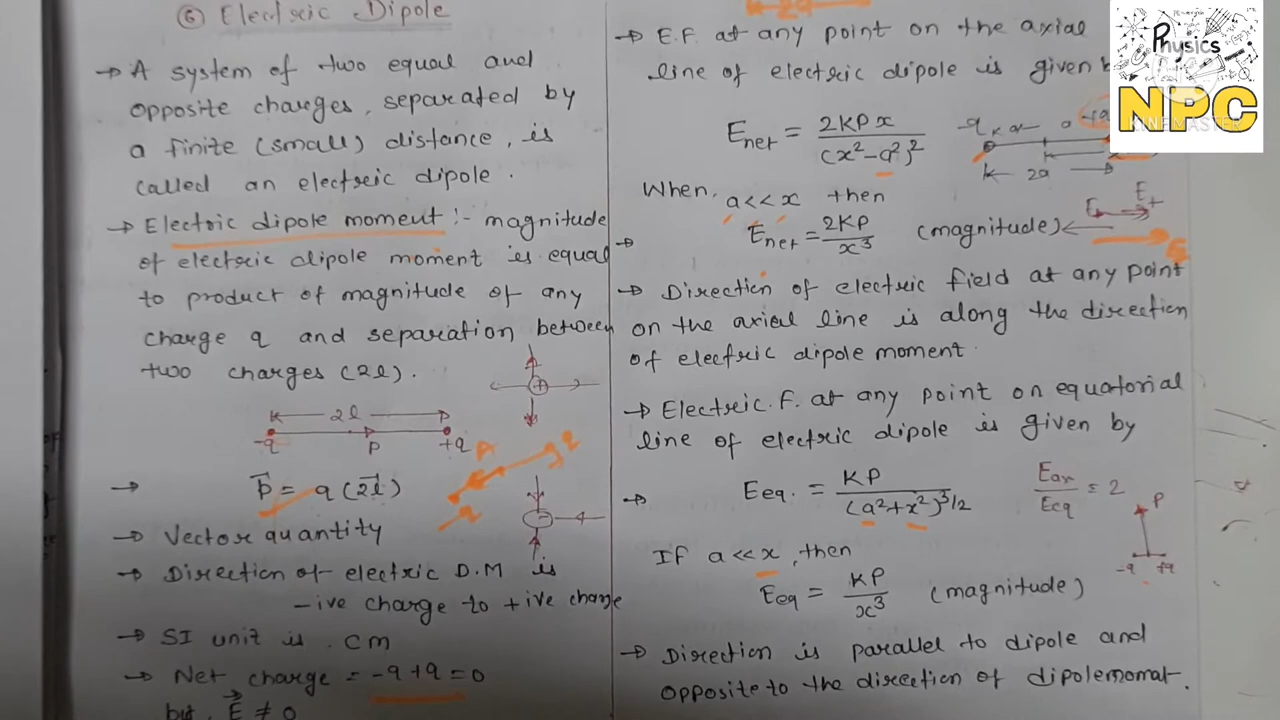 ⑥ Electric Dipole
→ A system of two equal and
opposite charges, separated by
a finite (small) distance, is
called an electric dipole.
→ Electric dipole moment :- magnitude
of electric dipole moment is equal
to product of magnitude of any
charge q and separation between
two charges (2l).
2l
-q P +q
+
→ p⃗ = q(2l⃗)
-
→ Vector quantity
→ Direction of electric D.M is
-ive charge to +ive charge
→ SI unit is . cm
→ Net charge = -q+q=0
but E⃗ ≠ 0
2a
→ E.F. at any point on the axial
line of electric dipole is given
Enet = 2KPx / (x²-a²)²
-q
2a
When, a<<x then
→ Enet = 2KP / x³ (magnitude)
E+
→ Direction of electric field at any point
on the axial line is along the direction
of electric dipole moment.
→ Electric. F. at any point on equatorial
line of electric dipole is given by
→ Eeq. = KP / (a²+x²)3/2
Eax / Eeq = 2
P
-q +q
If a<<x, then
Eeq = KP / x³ (magnitude)
→ Direction is parallel to dipole and
opposite to the direction of dipolemomat.
Physics
NPC
KINEMASTER